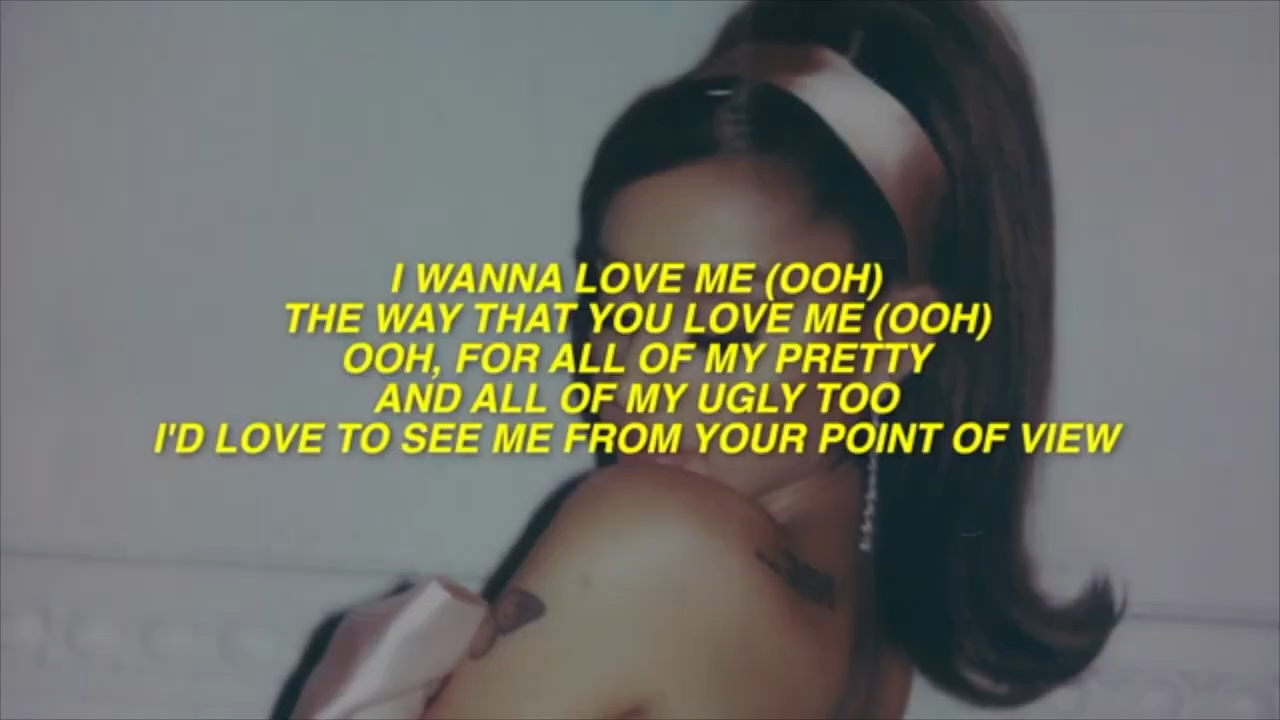 I WANNA LOVE ME (OOH)
THE WAY THAT YOU LOVE ME (OOH)
OOH, FOR ALL OF MY PRETTY
AND ALL OF MY UGLY TOO
I'D LOVE TO SEE ME FROM YOUR POINT OF VIEW